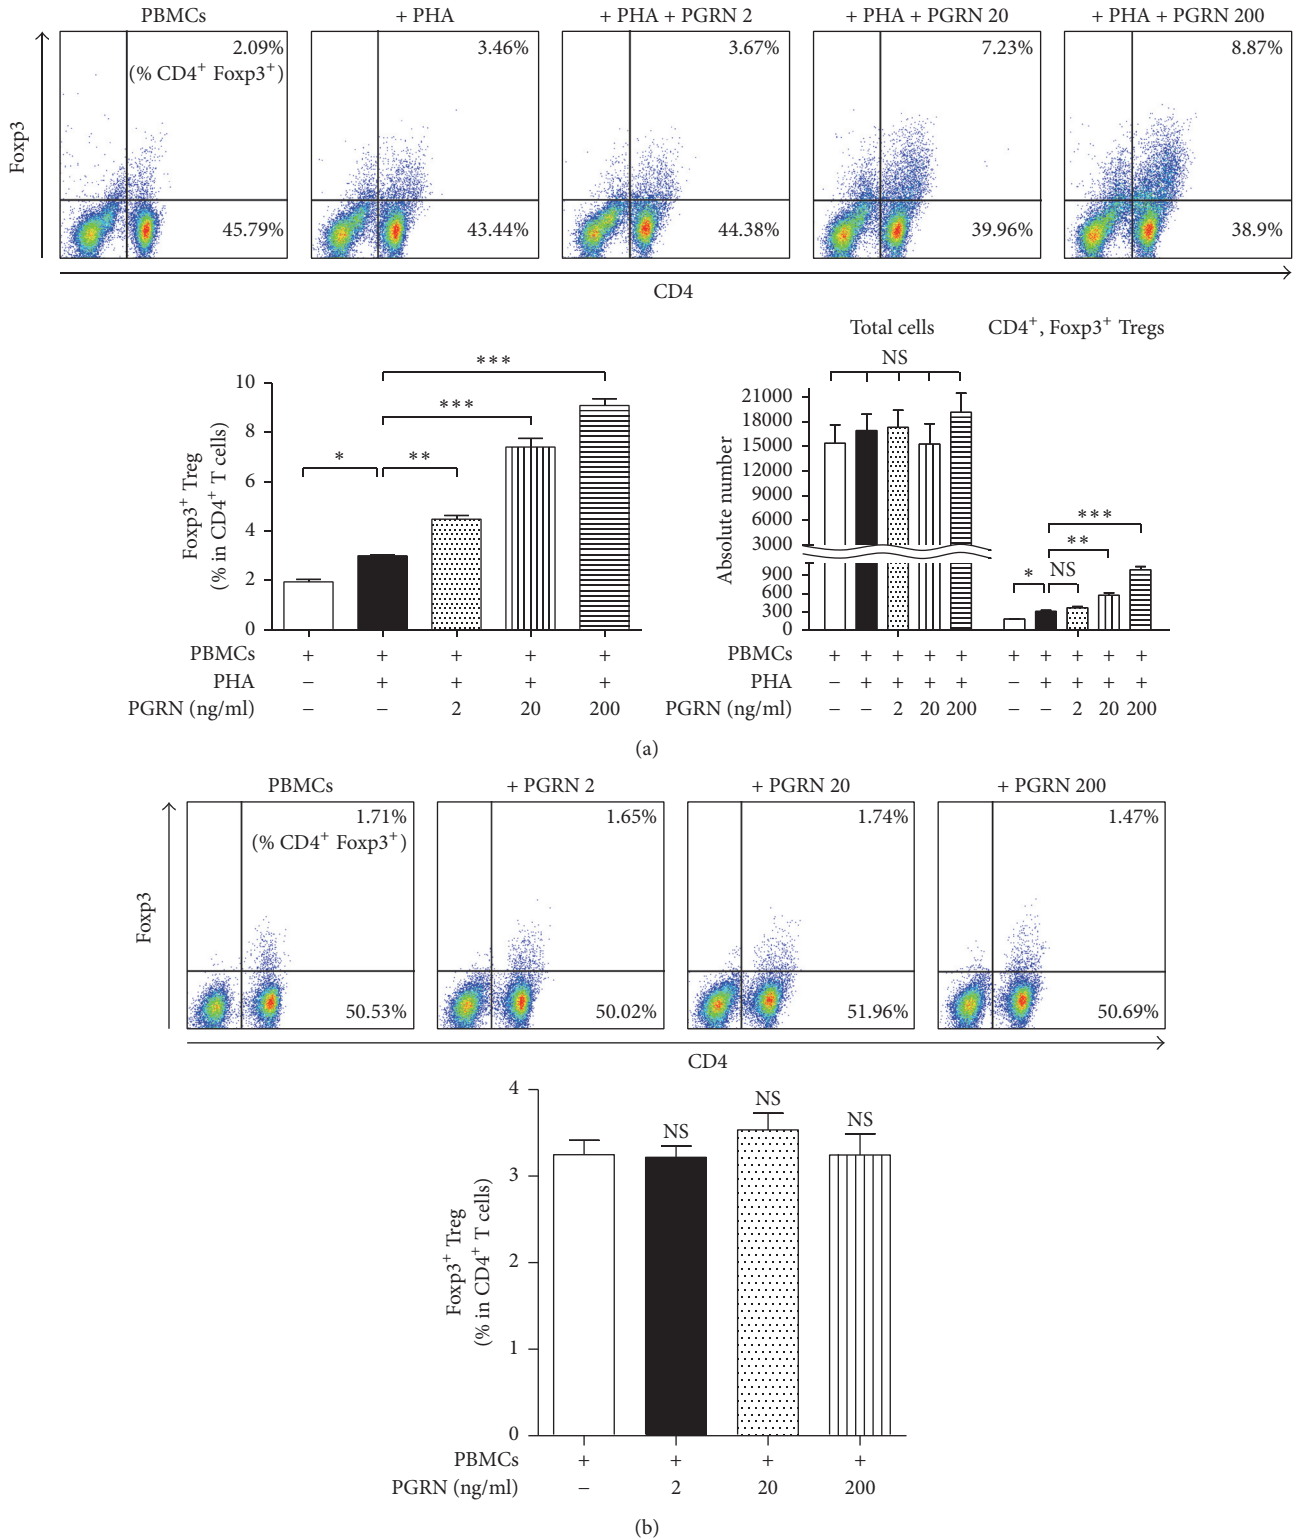 PBMCs + PHA + PHA + PGRN 2 + PHA + PGRN 20 + PHA + PGRN 200
2.09% 3.46% 3.67% 7.23% 8.87%
(% CD4⁺ Foxp3⁺)
Foxp3
45.79% 43.44% 44.38% 39.96% 38.9%
CD4
Foxp3⁺ Treg
(% in CD4⁺ T cells)
10
8
6
4
2
0
* ** *** ***
PBMCs + + + + +
PHA − + + + +
PGRN (ng/ml) − − 2 20 200
Total cells CD4⁺, Foxp3⁺ Tregs
Absolute number
21000
18000
15000
12000
9000
6000
3000
900
600
300
0
NS
* NS ** ***
PBMCs + + + + + + + + + +
PHA − + + + + − + + + +
PGRN (ng/ml) − − 2 20 200 − − 2 20 200
(a)
PBMCs + PGRN 2 + PGRN 20 + PGRN 200
1.71% 1.65% 1.74% 1.47%
(% CD4⁺ Foxp3⁺)
Foxp3
50.53% 50.02% 51.96% 50.69%
CD4
Foxp3⁺ Treg
(% in CD4⁺ T cells)
4
3
2
1
0
NS NS NS
PBMCs + + + +
PGRN (ng/ml) − 2 20 200
(b)